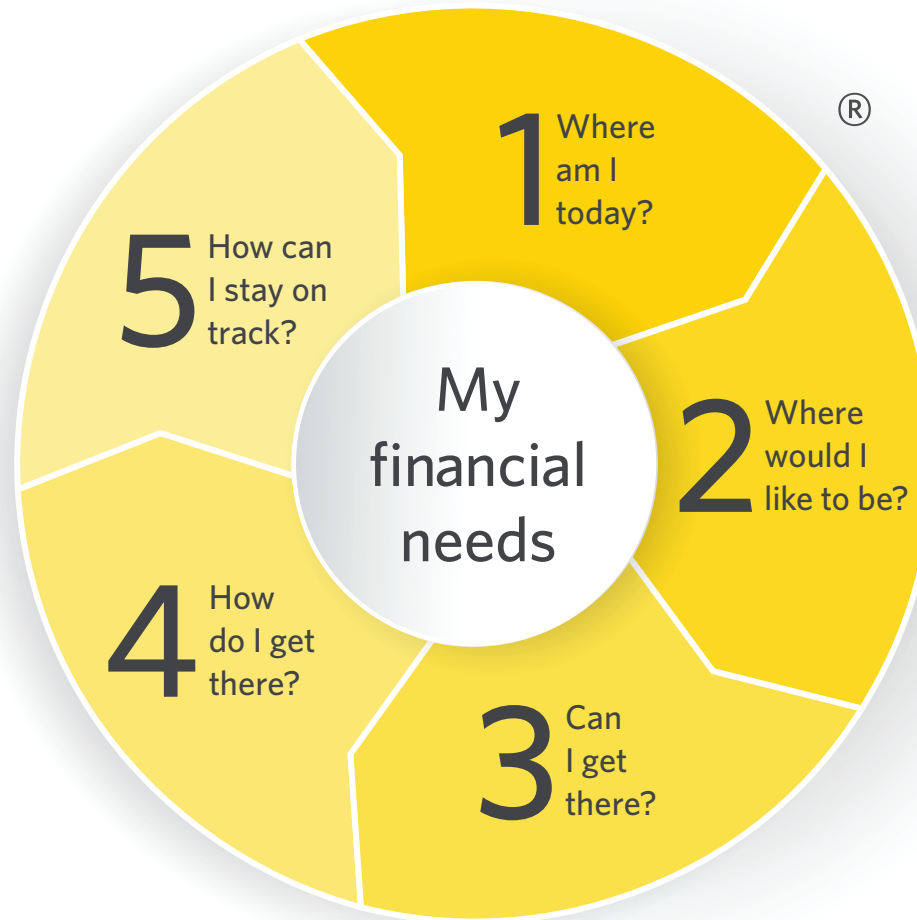 ®
1 Where
am I
today?
2 Where
would I
like to be?
3 Can
I get
there?
4 How
do I get
there?
5 How can
I stay on
track?
My
financial
needs